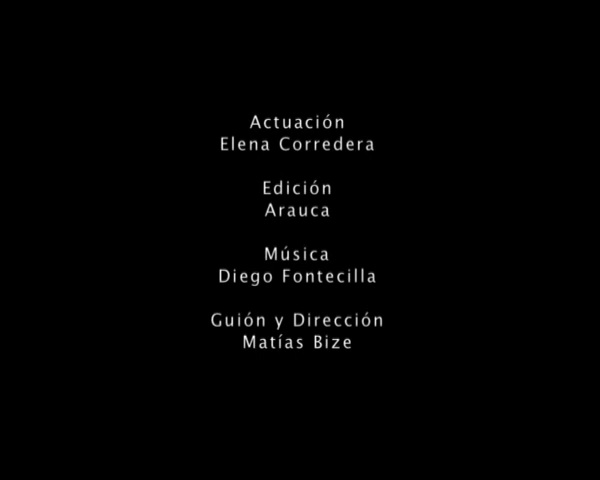 Actuación
Elena Corredera
Edición
Arauca
Música
Diego Fontecilla
Guión y Dirección
Matías Bize